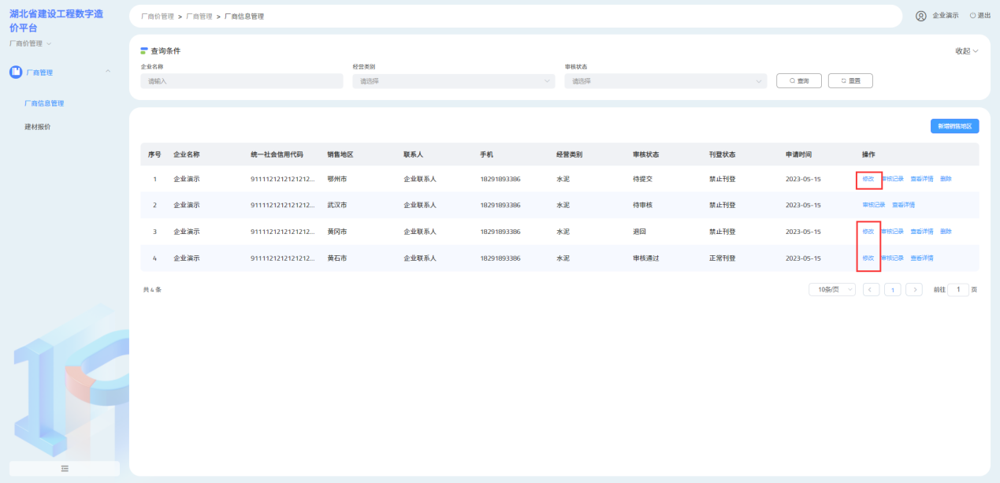 湖北省建设工程数字造
价平台
厂商价管理
厂商管理
厂商信息管理
建材报价
厂商价管理 > 厂商管理 > 厂商信息管理
企业演示 退出
查询条件 收起
企业名称 经营类别 审核状态
请输入 请选择 请选择 查询 重置
新增销售地区
序号 企业名称 统一社会信用代码 销售地区 联系人 手机 经营类别 审核状态 刊登状态 申请时间 操作
1 企业演示 9111121212121212... 鄂州市 企业联系人 18291893386 水泥 待提交 禁止刊登 2023-05-15 修改 审核记录 查看详情 删除
2 企业演示 9111121212121212... 武汉市 企业联系人 18291893386 水泥 待审核 禁止刊登 2023-05-15 审核记录 查看详情
3 企业演示 9111121212121212... 黄冈市 企业联系人 18291893386 水泥 退回 禁止刊登 2023-05-15 修改 审核记录 查看详情 删除
4 企业演示 9111121212121212... 黄石市 企业联系人 18291893386 水泥 审核通过 正常刊登 2023-05-15 修改 审核记录 查看详情
共 4 条 10条/页 < 1 > 前往 1 页